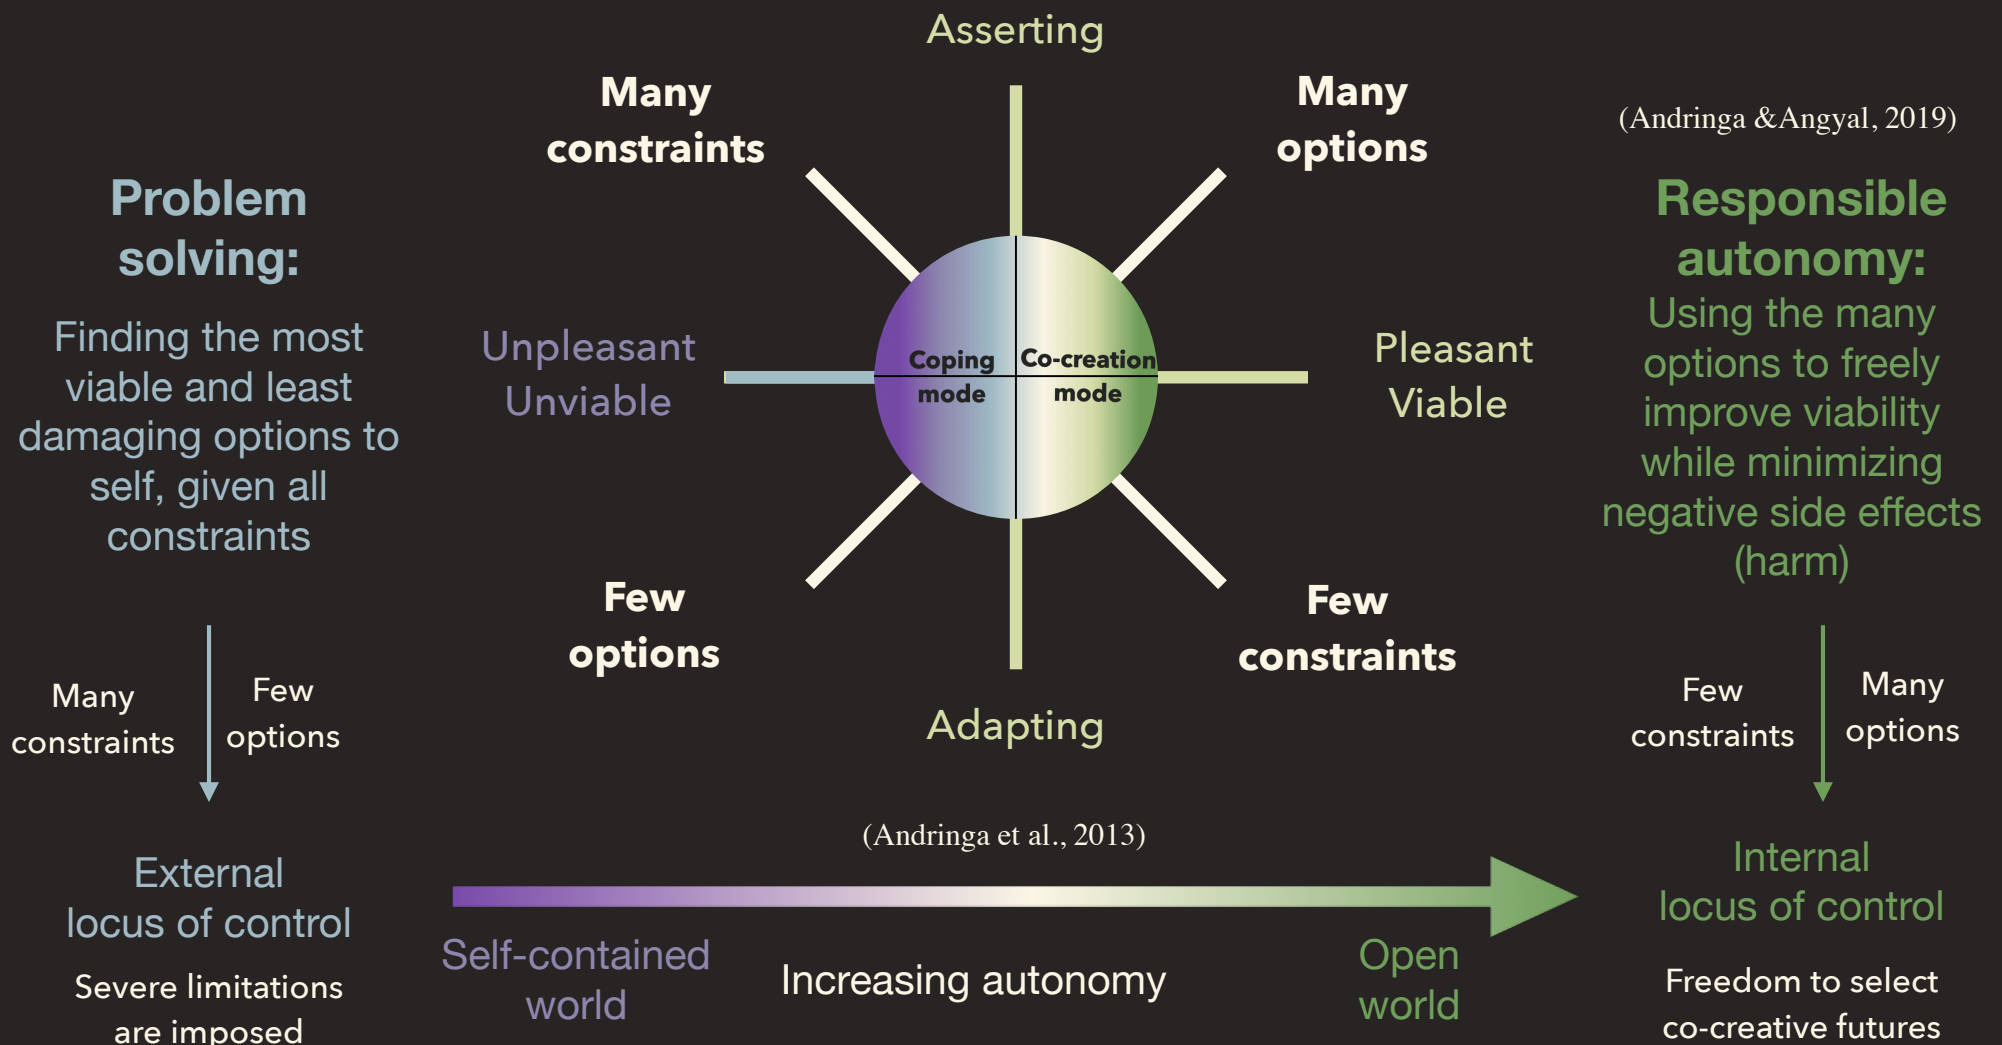 Asserting
Many
constraints
Many
options
(Andringa &Angyal, 2019)
Problem
solving:
Finding the most
viable and least
damaging options to
self, given all
constraints
Unpleasant
Unviable
Coping
mode
Co-creation
mode
Pleasant
Viable
Responsible
autonomy:
Using the many
options to freely
improve viability
while minimizing
negative side effects
(harm)
Few
options
Few
constraints
Adapting
Many
constraints
Few
options
Few
constraints
Many
options
(Andringa et al., 2013)
External
locus of control
Severe limitations
are imposed
Self-contained
world
Increasing autonomy
Open
world
Internal
locus of control
Freedom to select
co-creative futures